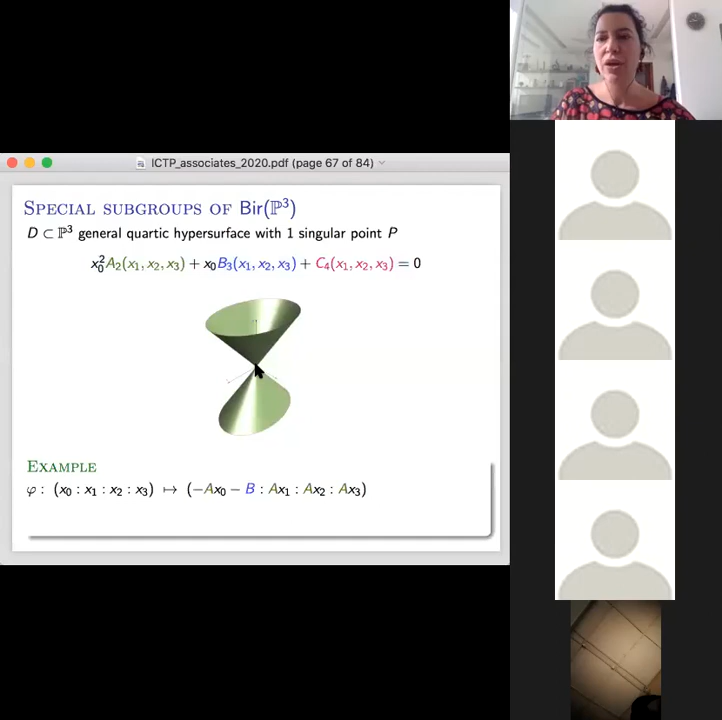 ICTP_associates_2020.pdf (page 67 of 84)
SPECIAL SUBGROUPS OF Bir(ℙ³)
D ⊂ ℙ³ general quartic hypersurface with 1 singular point P
x₀²A₂(x₁, x₂, x₃) + x₀B₃(x₁, x₂, x₃) + C₄(x₁, x₂, x₃) = 0
EXAMPLE
φ : (x₀ : x₁ : x₂ : x₃) ↦ (−Ax₀ − B : Ax₁ : Ax₂ : Ax₃)